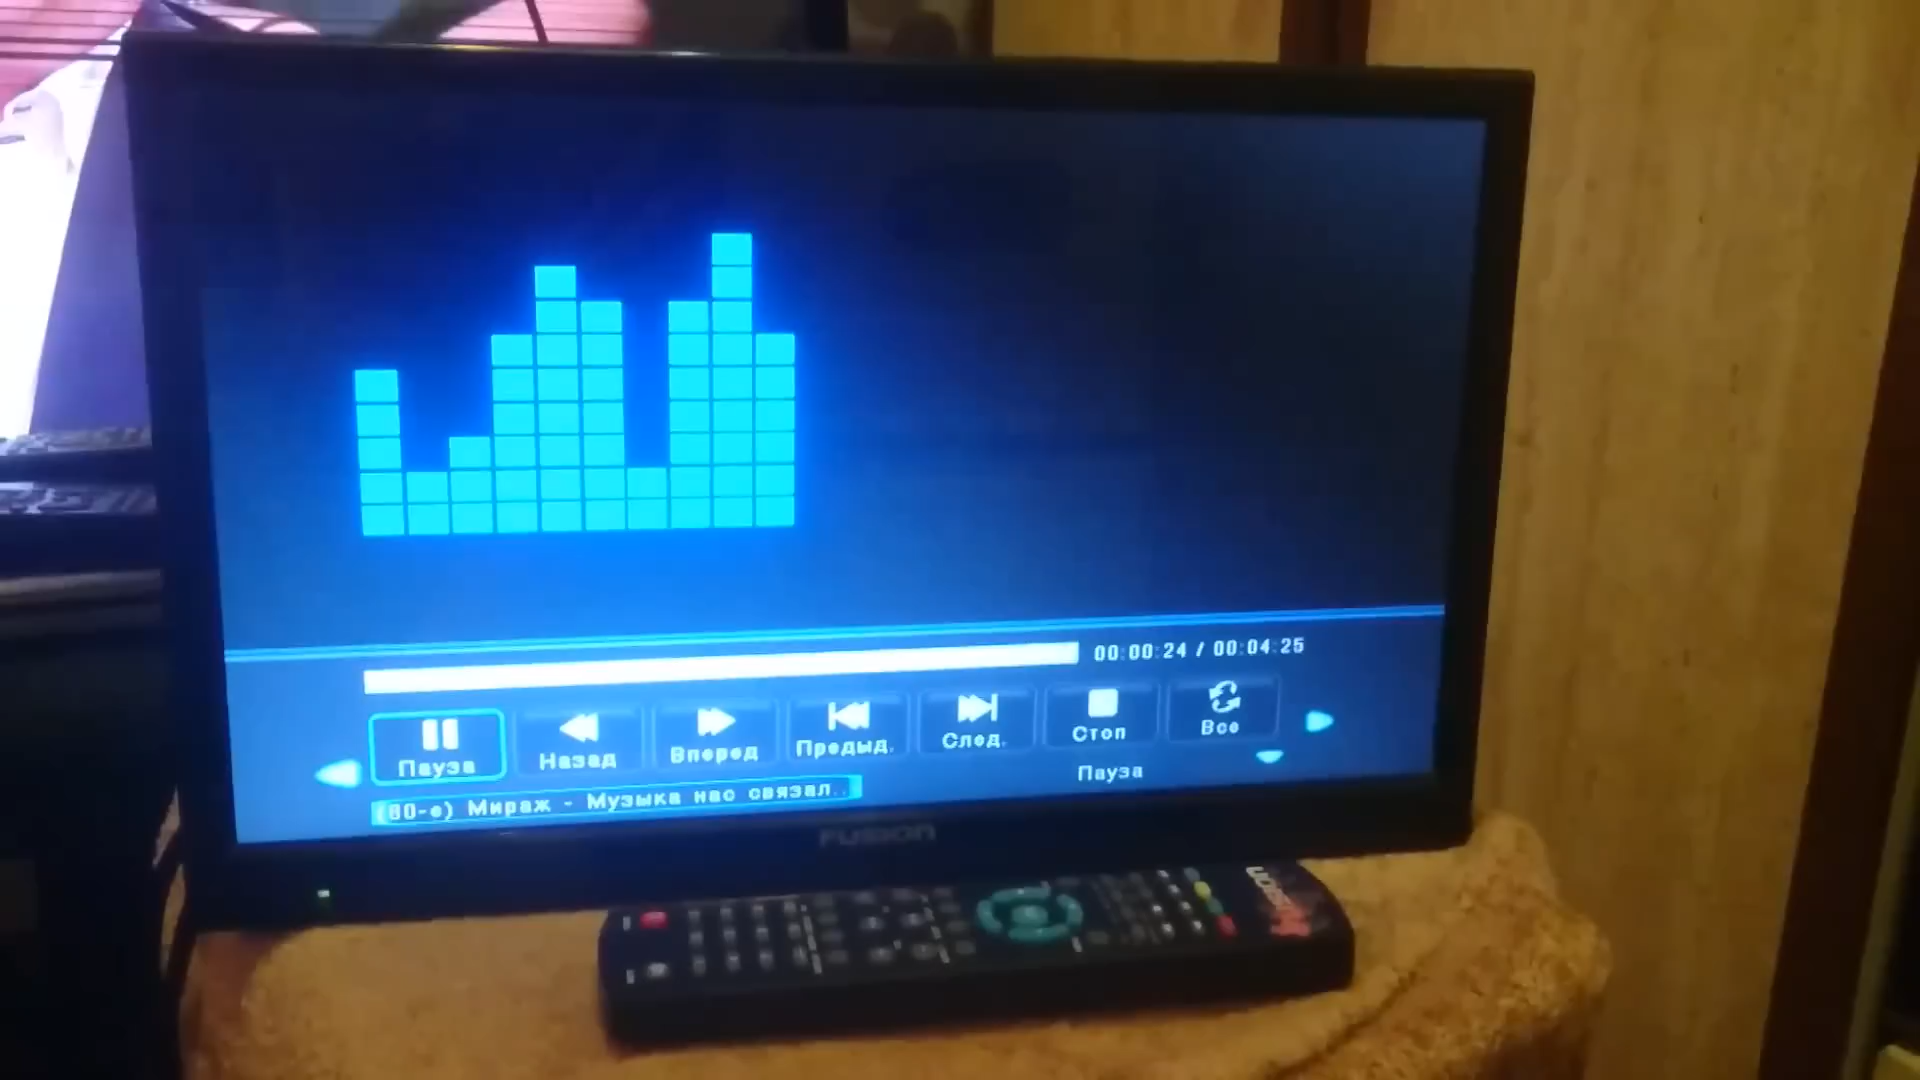 00:00:24 / 00:04:25
Пауза
Назад
Вперед
Предыд.
След.
Стоп
Все
Пауза
(80-е) Мираж - Музыка нас связал..
FUSION
FUSION